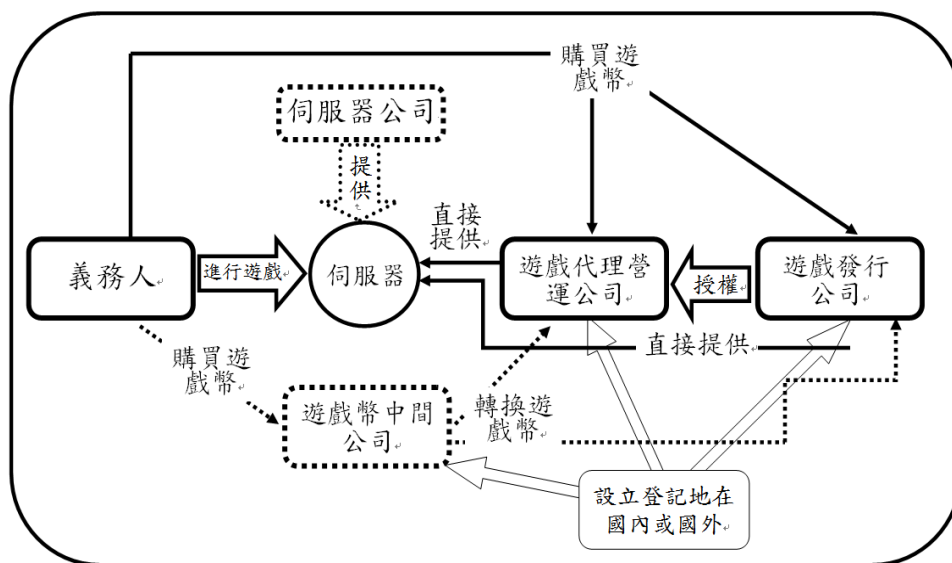 購買遊
戲幣
伺服器公司
提
供
直接
提供
義務人
進行遊戲
伺服器
遊戲代理營
運公司
授權
遊戲發行
公司
直接提供
購買遊
戲幣
遊戲幣中間
公司
轉換遊
戲幣
設立登記地在
國內或國外